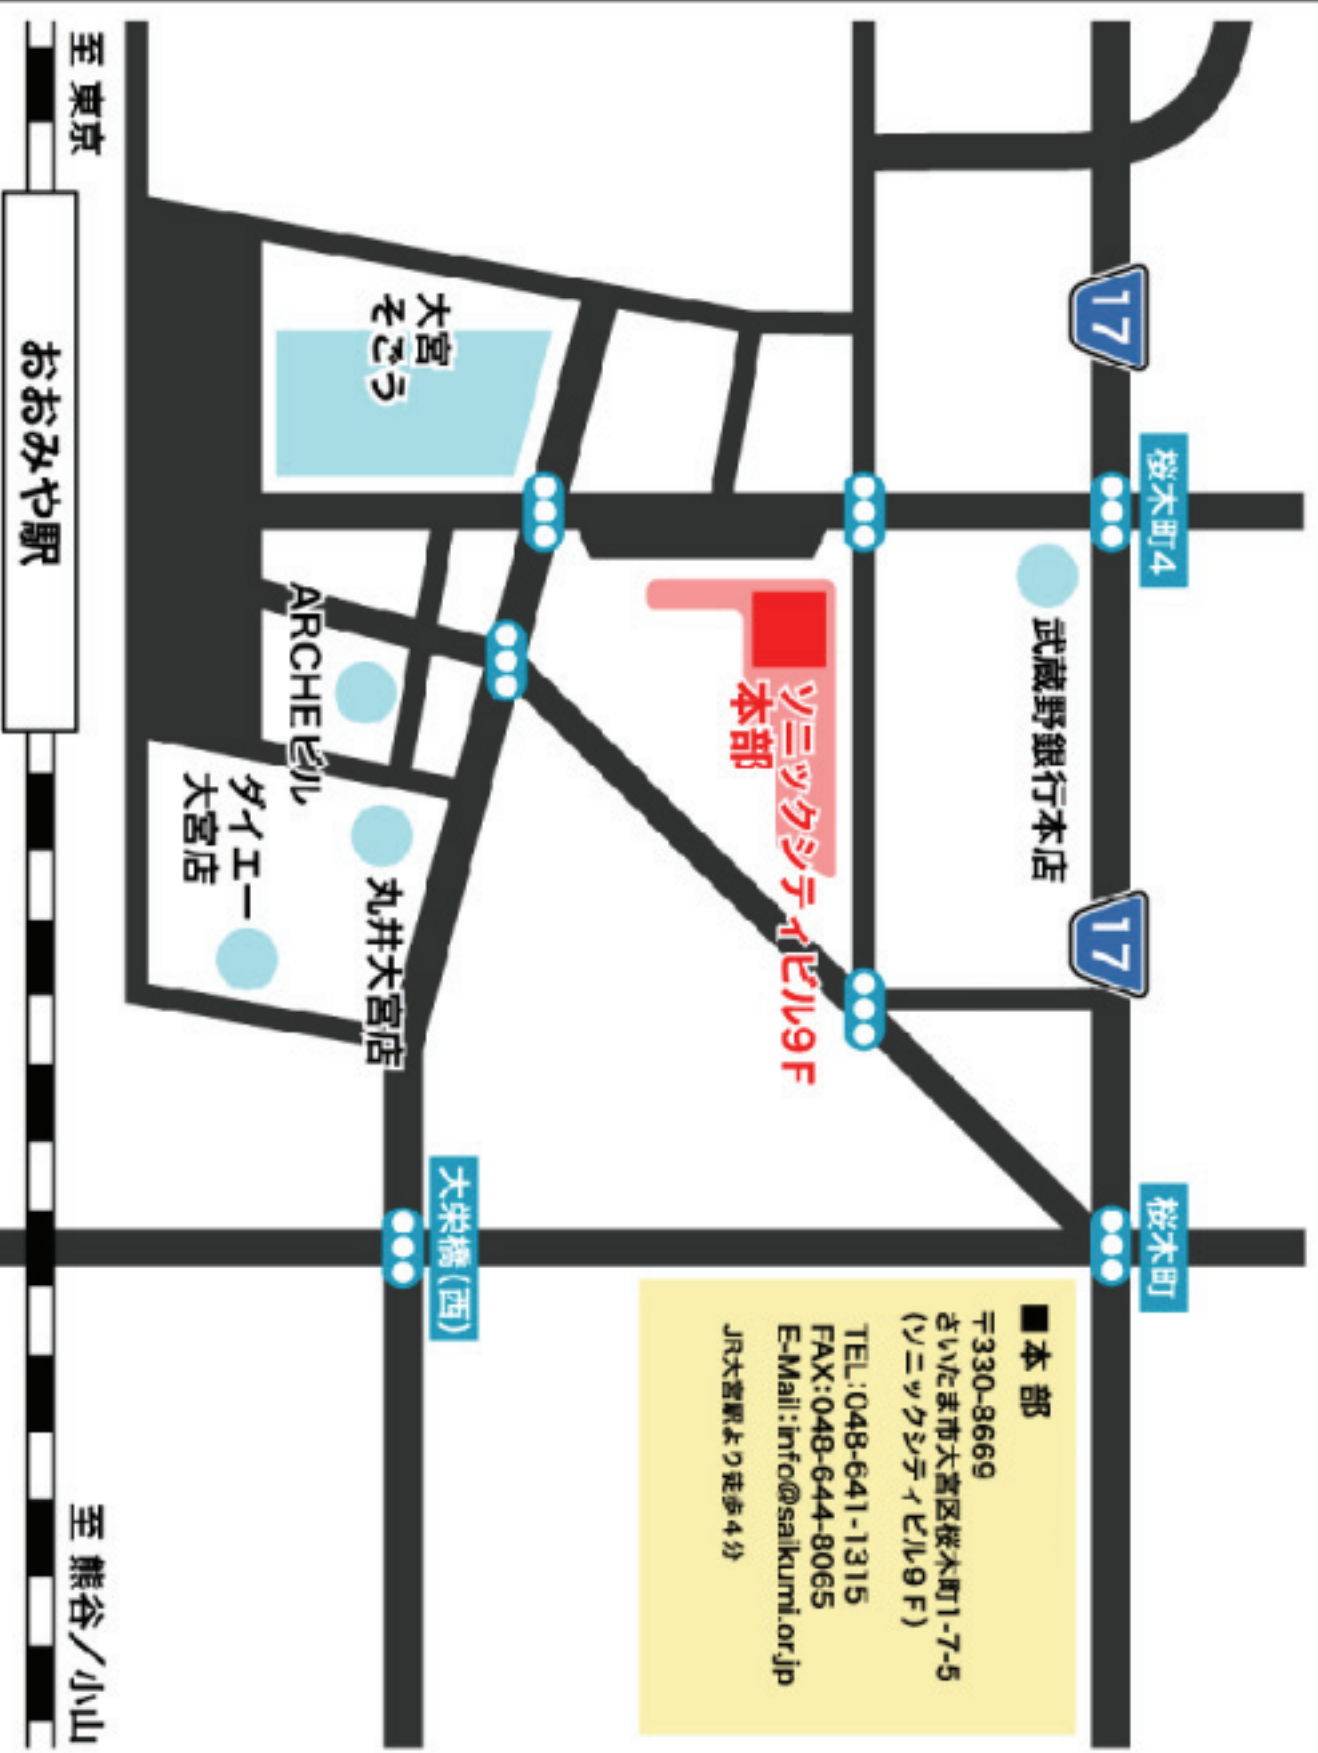 17
17
桜木町4
桜木町
武蔵野銀行本店
ソニックシティビル9F
本部
大宮
そごう
大栄橋(西)
ARCHEビル
丸井大宮店
ダイエー
大宮店
至 東京
おおみや駅
至 熊谷/小山
■本 部
〒330-8669
さいたま市大宮区桜木町1-7-5
(ソニックシティビル9F)
TEL:048-641-1315
FAX:048-644-8065
E-Mail:info@saikumi.or.jp
JR大宮駅より徒歩4分